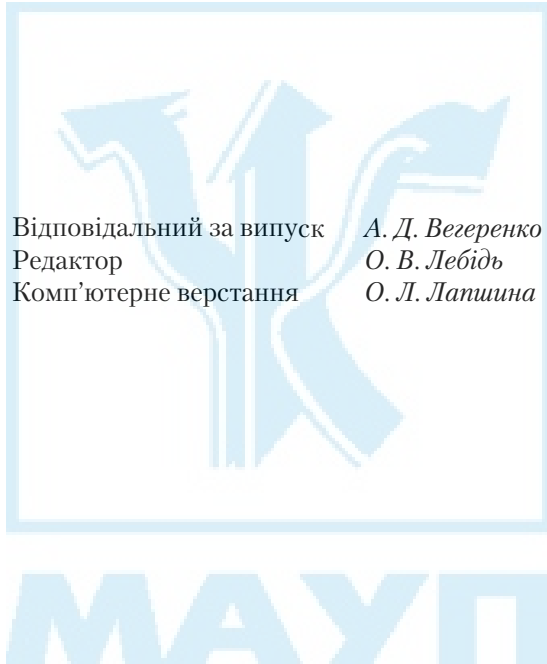 Відповідальний за випуск А. Д. Вегеренко
Редактор О. В. Лебідь
Комп’ютерне верстання О. Л. Лапшина
МАУП